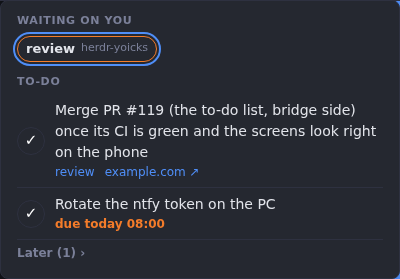 WAITING ON YOU
review herdr-yoicks
TO-DO
✓ Merge PR #119 (the to-do list, bridge side)
once its CI is green and the screens look right
on the phone
review example.com ↗
✓ Rotate the ntfy token on the PC
due today 08:00
Later (1) ›